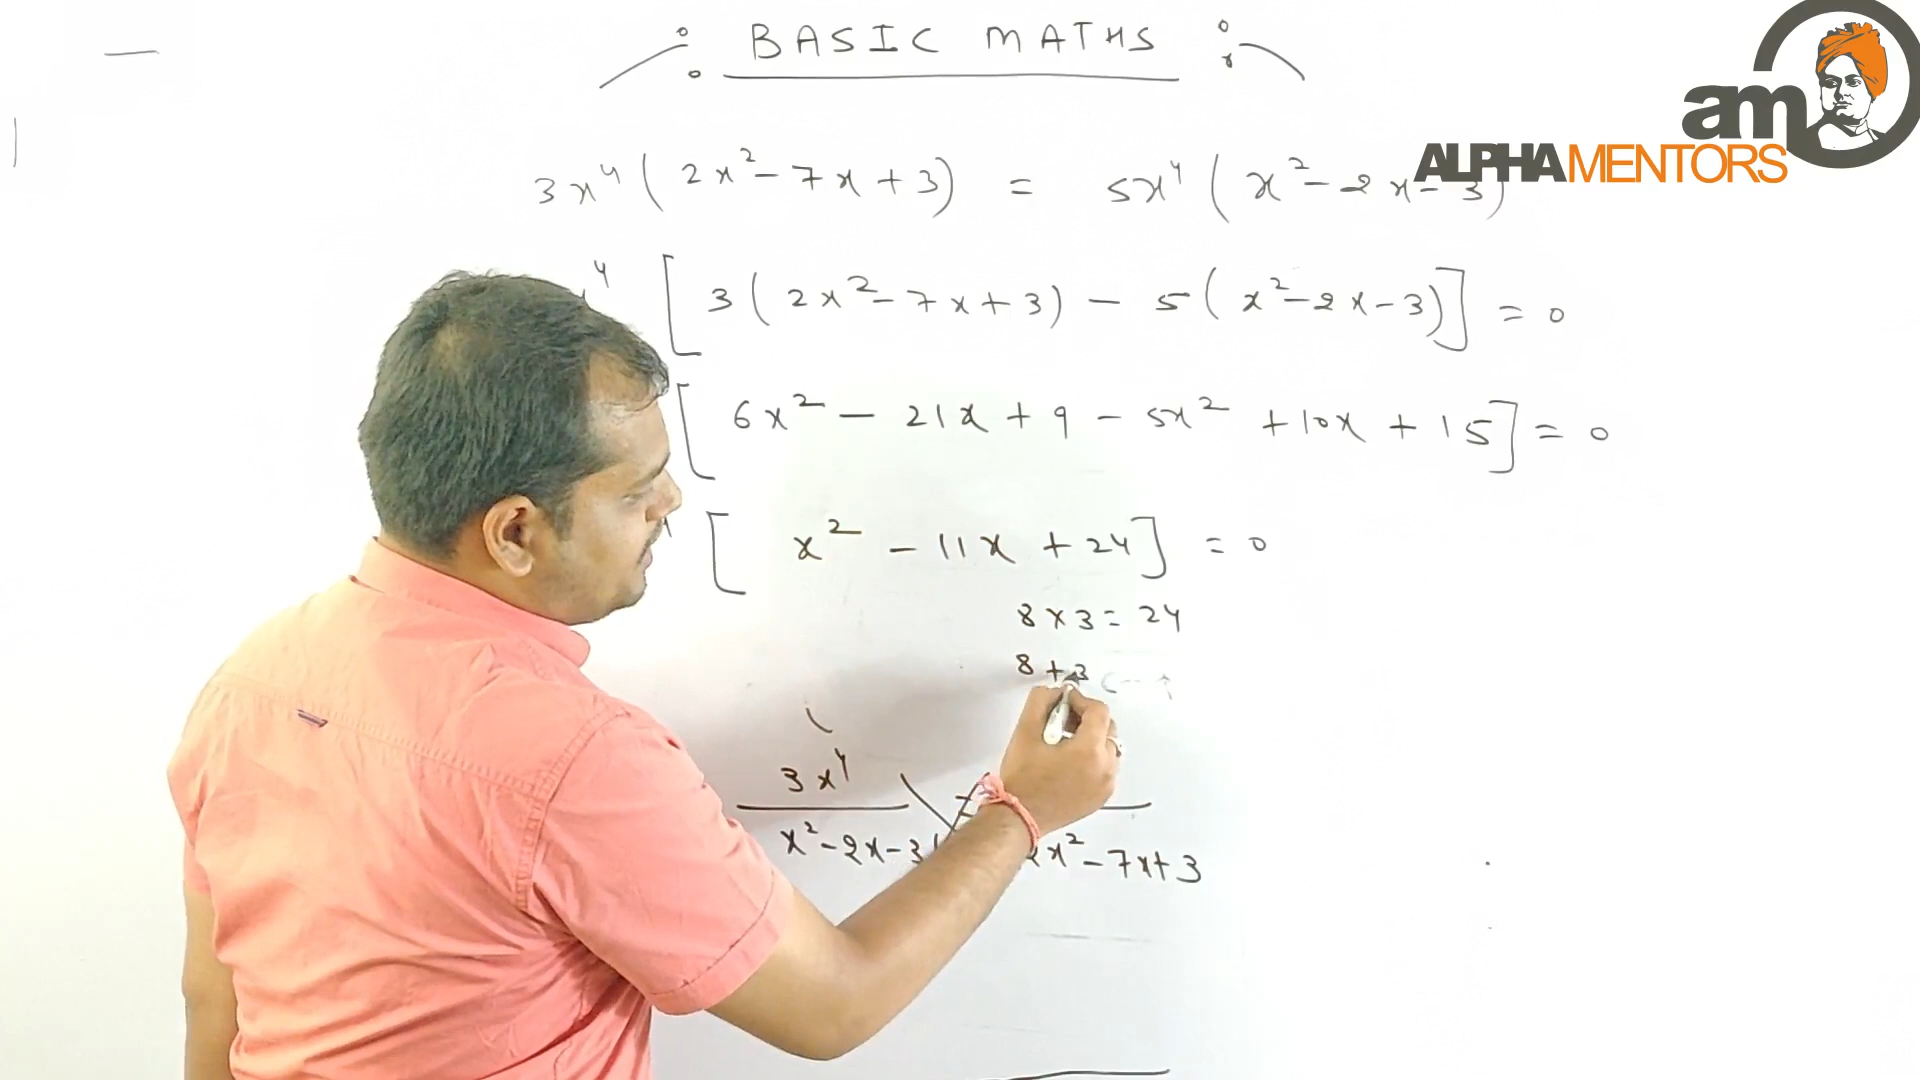 BASIC MATHS
am
ALPHAMENTORS
3x⁴ ( 2x² - 7x + 3 ) = 5x⁴ ( x² - 2x - 3 )
⁴ [ 3 ( 2x² - 7x + 3 ) - 5 ( x² - 2x - 3 ) ] = 0
[ 6x² - 21x + 9 - 5x² + 10x + 15 ] = 0
[ x² - 11x + 24 ] = 0
8 × 3 = 24
8 + 3
3x⁴
x² - 2x - 3 2x² - 7x + 3